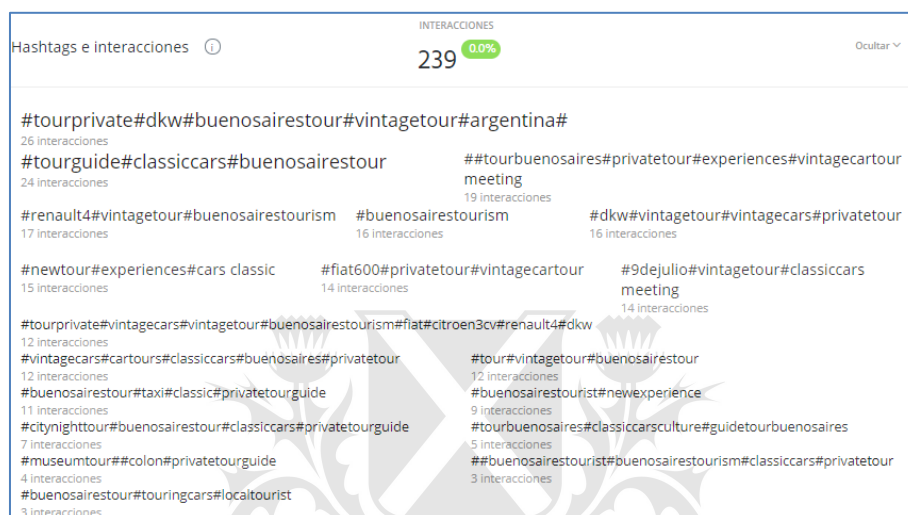 INTERACCIONES
Hashtags e interacciones
239 0.0%
Ocultar
#tourprivate#dkw#buenosairestour#vintagetour#argentina#
26 interacciones
#tourguide#classiccars#buenosairestour
24 interacciones
##tourbuenosaires#privatetour#experiences#vintagecartour
meeting
19 interacciones
#renault4#vintagetour#buenosairestourism
17 interacciones
#buenosairestourism
16 interacciones
#dkw#vintagetour#vintagecars#privatetour
16 interacciones
#newtour#experiences#cars classic
15 interacciones
#fiat600#privatetour#vintagecartour
14 interacciones
#9dejulio#vintagetour#classiccars
meeting
14 interacciones
#tourprivate#vintagecars#vintagetour#buenosairestourism#fiat#citroen3cv#renault4#dkw
12 interacciones
#vintagecars#cartours#classiccars#buenosaires#privatetour
12 interacciones
#tour#vintagetour#buenosairestour
12 interacciones
#buenosairestour#taxi#classic#privatetourguide
11 interacciones
#buenosairestourist#newexperience
9 interacciones
#citynighttour#buenosairestour#classiccars#privatetourguide
7 interacciones
#tourbuenosaires#classiccarsculture#guidetourbuenosaires
5 interacciones
#museumtour##colon#privatetourguide
4 interacciones
##buenosairestourist#buenosairestourism#classiccars#privatetour
3 interacciones
#buenosairestour#touringcars#localtourist
3 interacciones